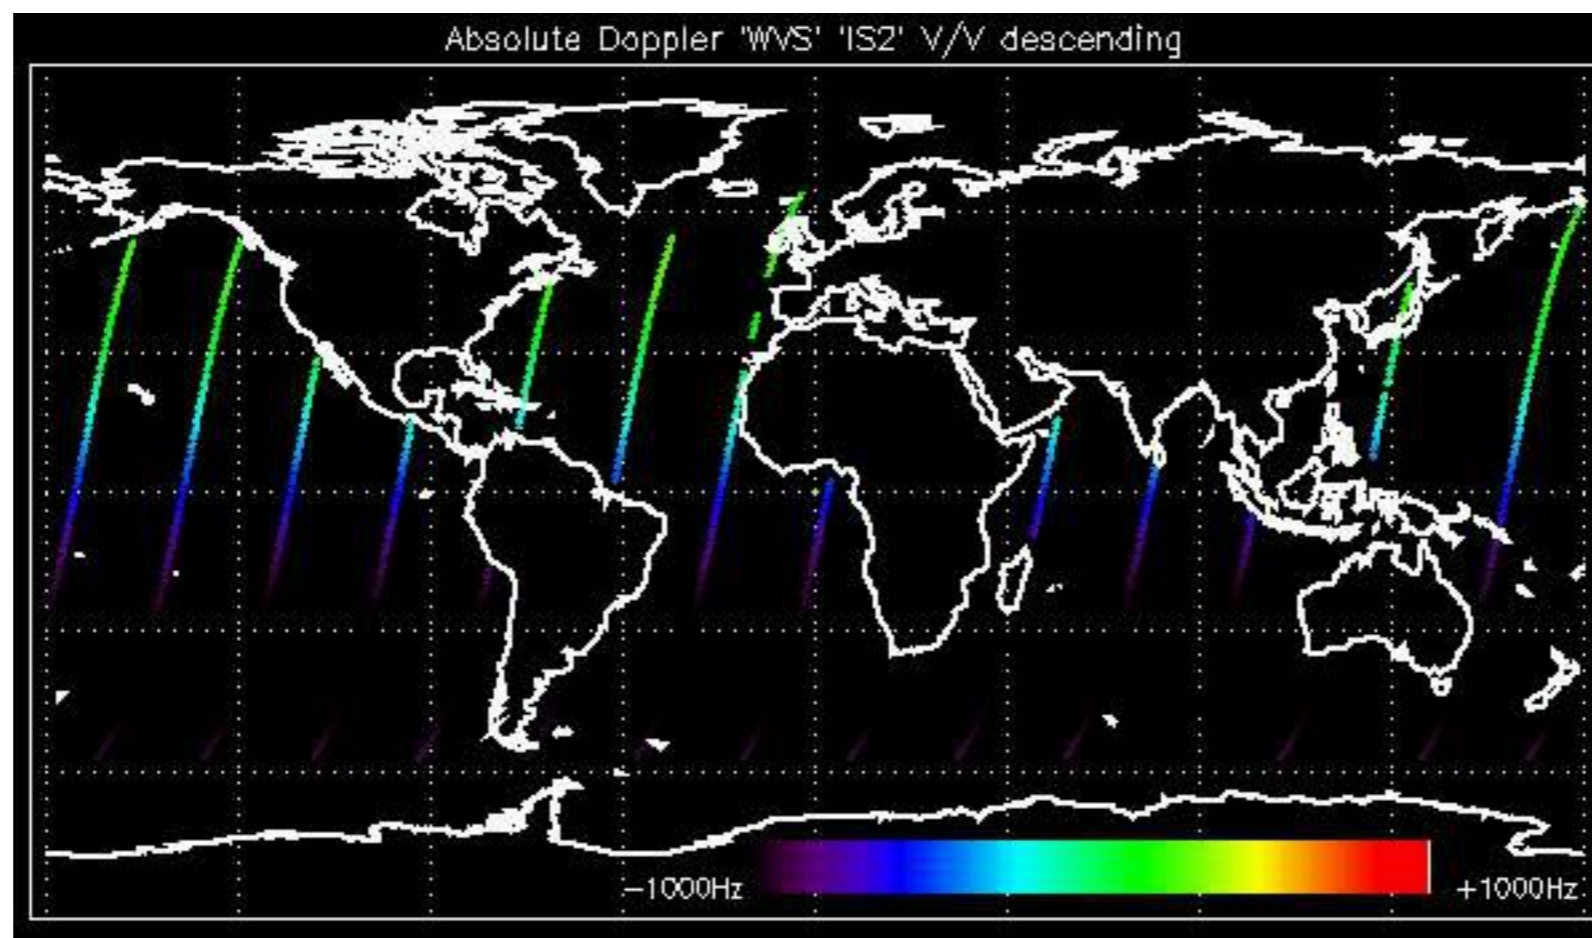 Absolute Doppler 'WVS' 'IS2' V/V descending
−1000Hz
+1000Hz